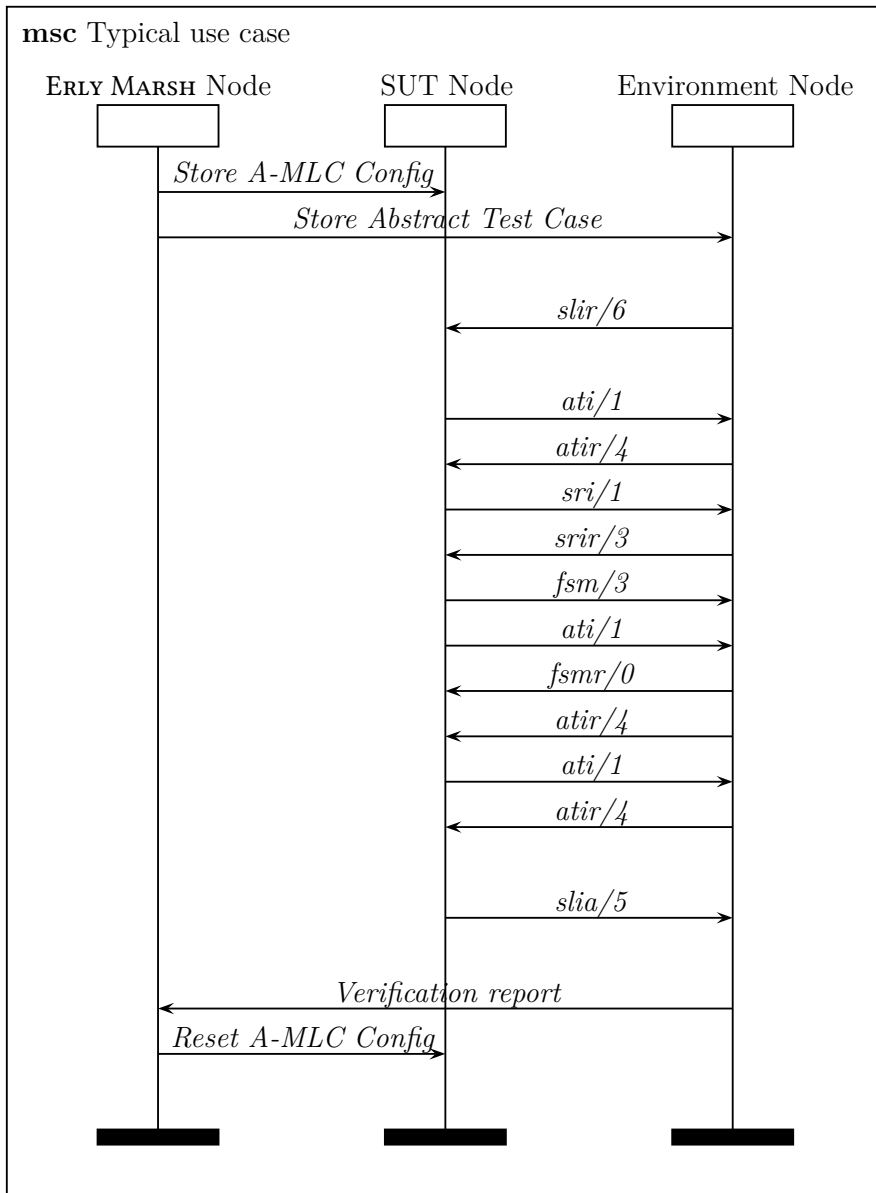 msc Typical use case
ERLY MARSH Node SUT Node Environment Node
Store A-MLC Config
Store Abstract Test Case
slir/6
ati/1
atir/4
sri/1
srir/3
fsm/3
ati/1
fsmr/0
atir/4
ati/1
atir/4
slia/5
Verification report
Reset A-MLC Config